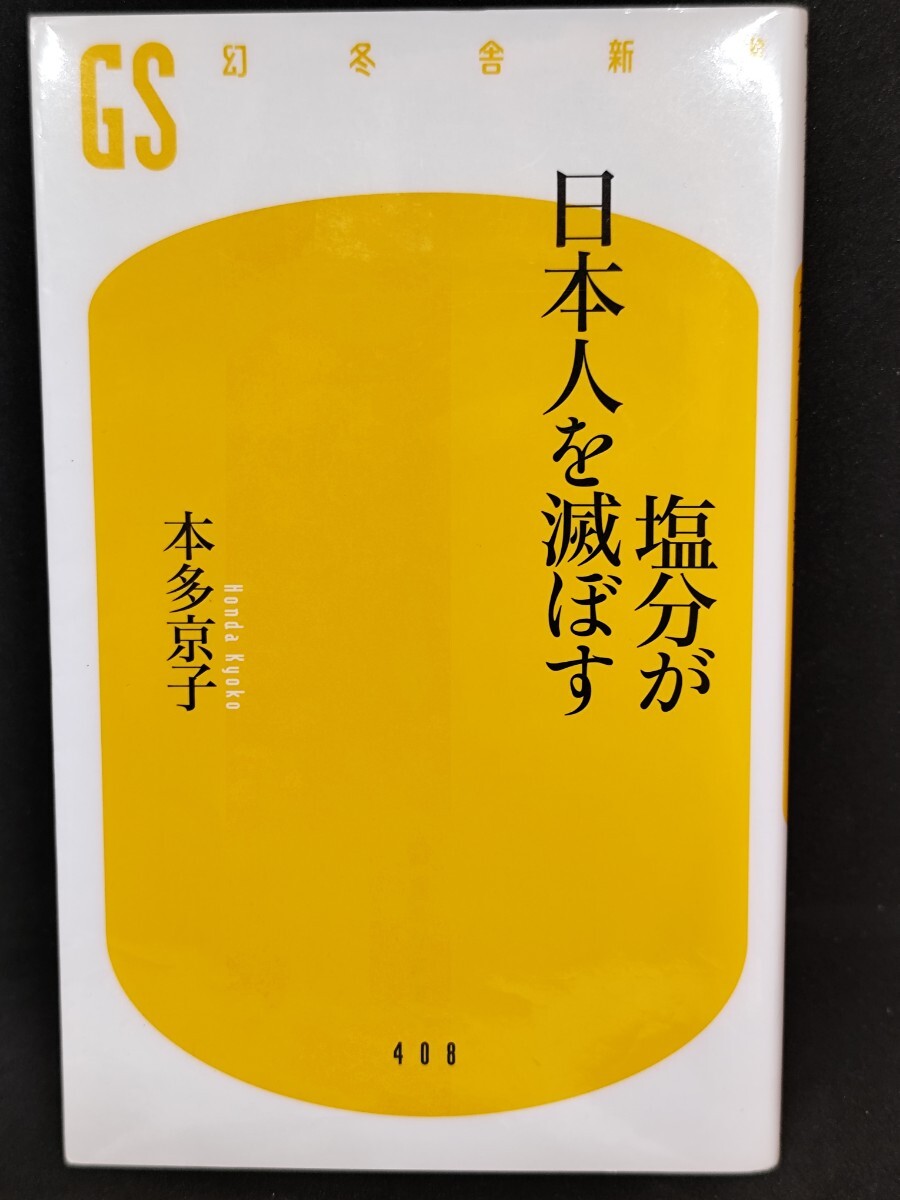 GS
幻冬舎新書
塩分が
日本人を滅ぼす
本多京子
Honda Kyoko
408